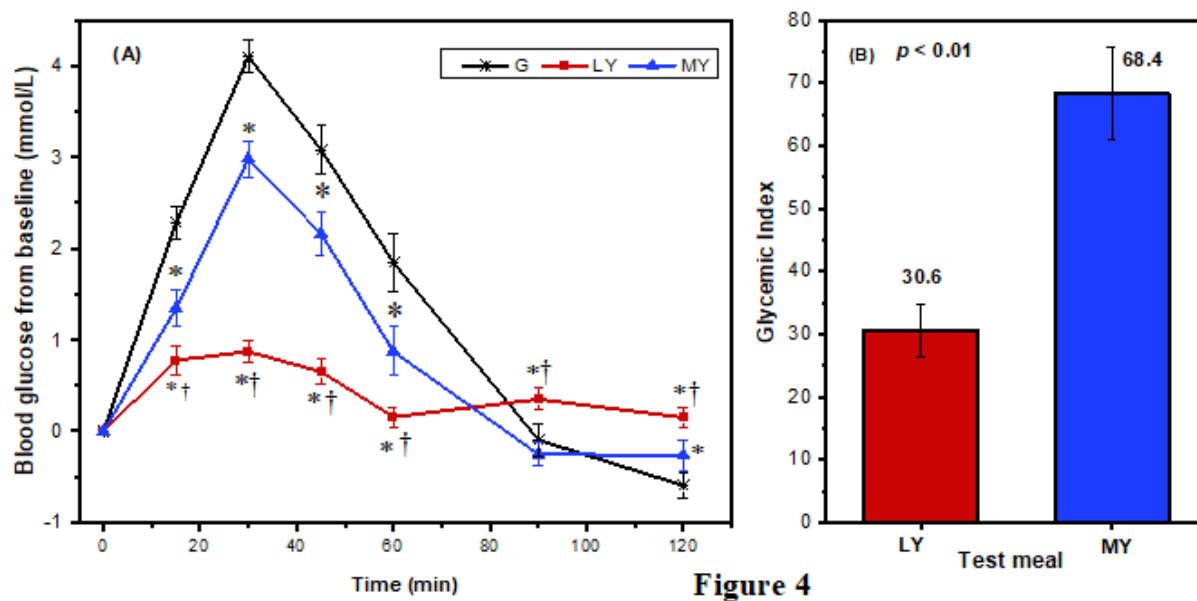 (A)
G LY MY
Blood glucose from baseline (mmol/L)
4
3
2
1
0
-1
* * * * *
*† *† *† *† *† *†
0 20 40 60 80 100 120
Time (min)
(B) p < 0.01
Glycemic Index
80
70
60
50
40
30
20
10
0
30.6
68.4
LY MY
Test meal
Figure 4